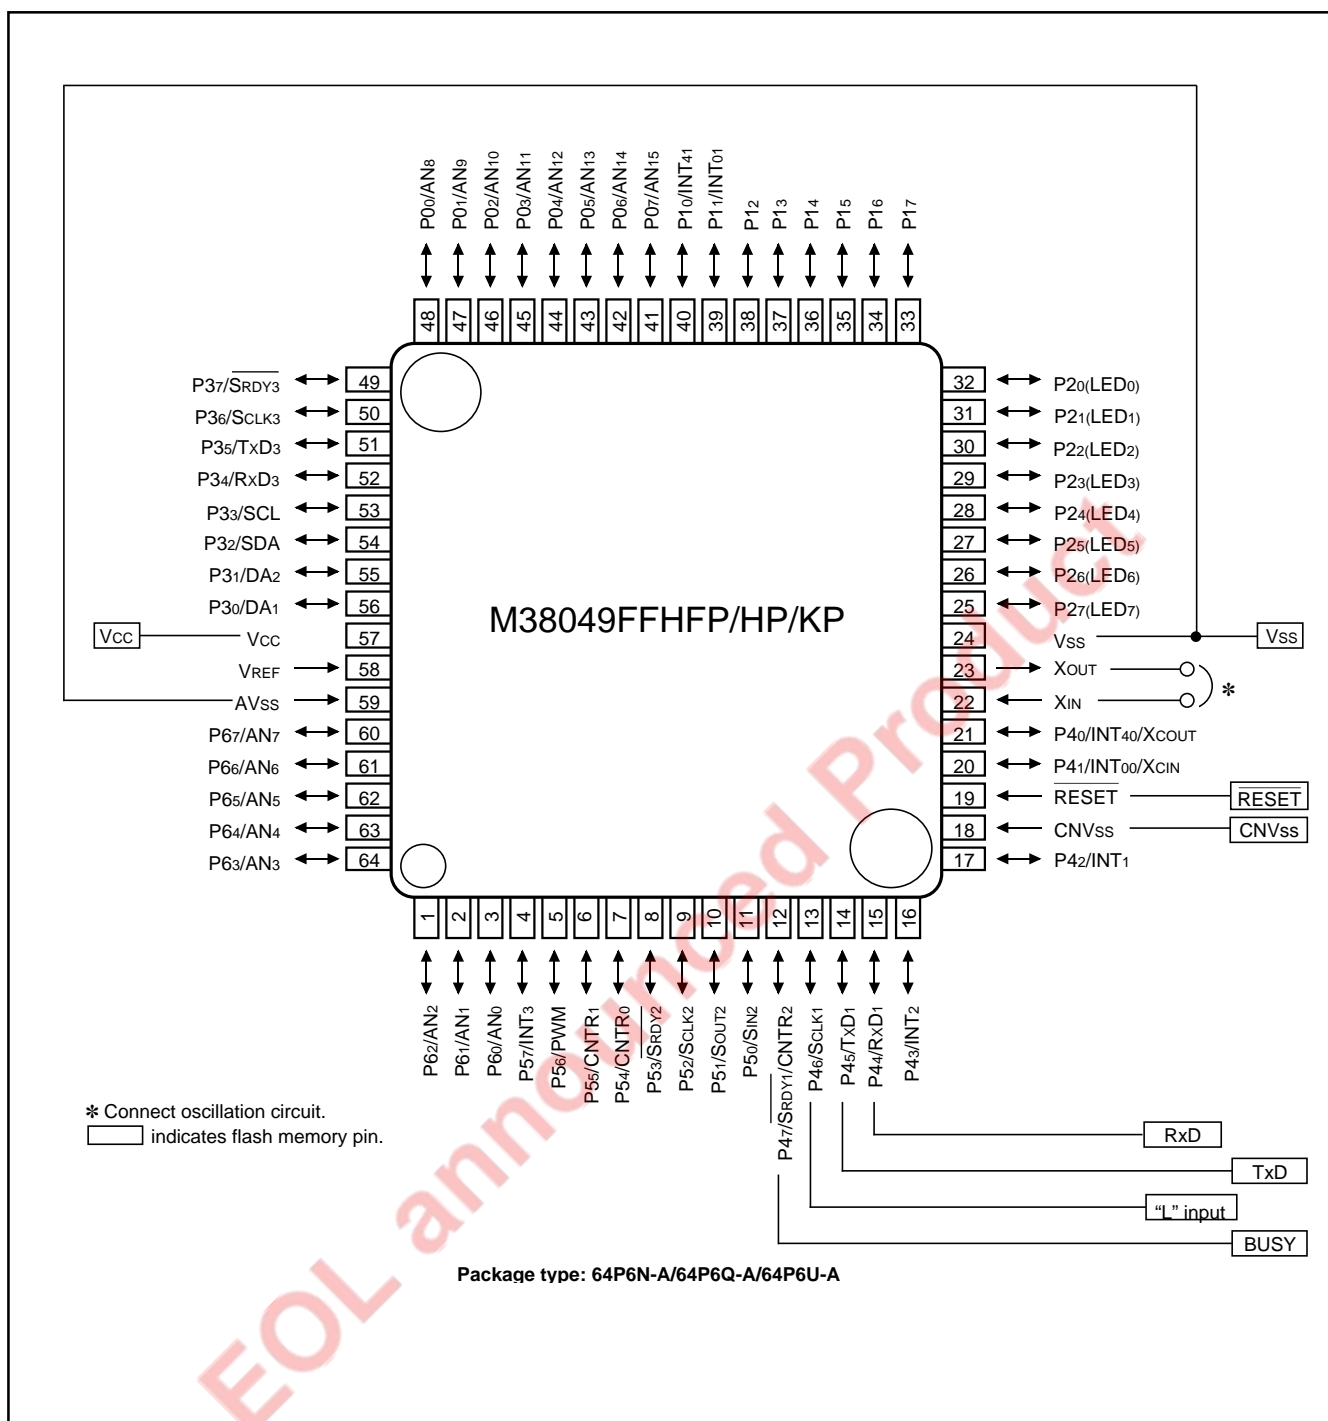 P00/AN8
P01/AN9
P02/AN10
P03/AN11
P04/AN12
P05/AN13
P06/AN14
P07/AN15
P10/INT41
P11/INT01
P12
P13
P14
P15
P16
P17
48 47 46 45 44 43 42 41 40 39 38 37 36 35 34 33
P37/SRDY3 49
P36/SCLK3 50
P35/TxD3 51
P34/RxD3 52
P33/SCL 53
P32/SDA 54
P31/DA2 55
P30/DA1 56
VCC VCC 57
VREF 58
AVSS 59
P67/AN7 60
P66/AN6 61
P65/AN5 62
P64/AN4 63
P63/AN3 64
M38049FFHFP/HP/KP
32 P20(LED0)
31 P21(LED1)
30 P22(LED2)
29 P23(LED3)
28 P24(LED4)
27 P25(LED5)
26 P26(LED6)
25 P27(LED7)
24 VSS VSS
23 XOUT
22 XIN *
21 P40/INT40/XCOUT
20 P41/INT00/XCIN
19 RESET RESET
18 CNVSS CNVss
17 P42/INT1
1 2 3 4 5 6 7 8 9 10 11 12 13 14 15 16
P62/AN2
P61/AN1
P60/AN0
P57/INT3
P56/PWM
P55/CNTR1
P54/CNTR0
P53/SRDY2
P52/SCLK2
P51/SOUT2
P50/SIN2
P47/SRDY1/CNTR2
P46/SCLK1
P45/TxD1
P44/RxD1
P43/INT2
* Connect oscillation circuit.
indicates flash memory pin.
RxD
TxD
“L” input
BUSY
Package type: 64P6N-A/64P6Q-A/64P6U-A
EOL announced Product